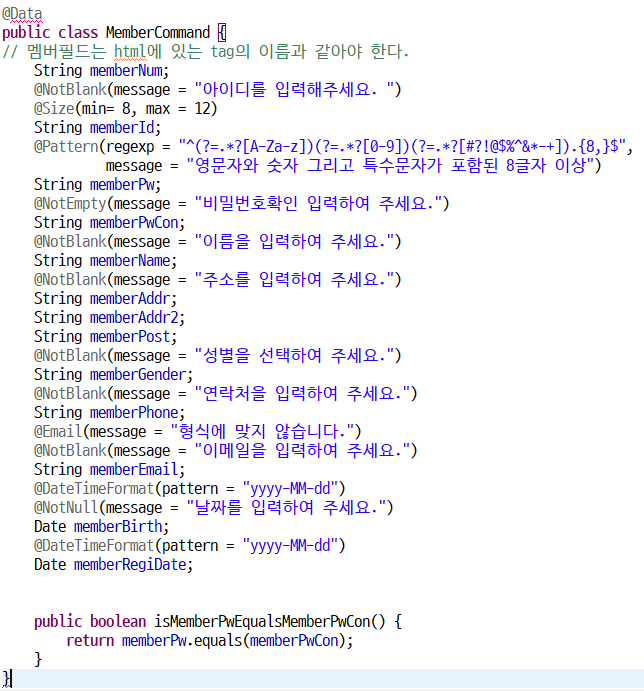 @Data
public class MemberCommand {
// 멤버필드는 html에 있는 tag의 이름과 같아야 한다.
    String memberNum;
    @NotBlank(message = "아이디를 입력해주세요. ")
    @Size(min= 8, max = 12)
    String memberId;
    @Pattern(regexp = "^(?=.*?[A-Za-z])(?=.*?[0-9])(?=.*?[#?!@$%^&*-+]).{8,}$",
             message = "영문자와 숫자 그리고 특수문자가 포함된 8글자 이상")
    String memberPw;
    @NotEmpty(message = "비밀번호확인 입력하여 주세요.")
    String memberPwCon;
    @NotBlank(message = "이름을 입력하여 주세요.")
    String memberName;
    @NotBlank(message = "주소를 입력하여 주세요.")
    String memberAddr;
    String memberAddr2;
    String memberPost;
    @NotBlank(message = "성별을 선택하여 주세요.")
    String memberGender;
    @NotBlank(message = "연락처을 입력하여 주세요.")
    String memberPhone;
    @Email(message = "형식에 맞지 않습니다.")
    @NotBlank(message = "이메일을 입력하여 주세요.")
    String memberEmail;
    @DateTimeFormat(pattern = "yyyy-MM-dd")
    @NotNull(message = "날짜를 입력하여 주세요.")
    Date memberBirth;
    @DateTimeFormat(pattern = "yyyy-MM-dd")
    Date memberRegiDate;
    public boolean isMemberPwEqualsMemberPwCon() {
        return memberPw.equals(memberPwCon);
    }
}